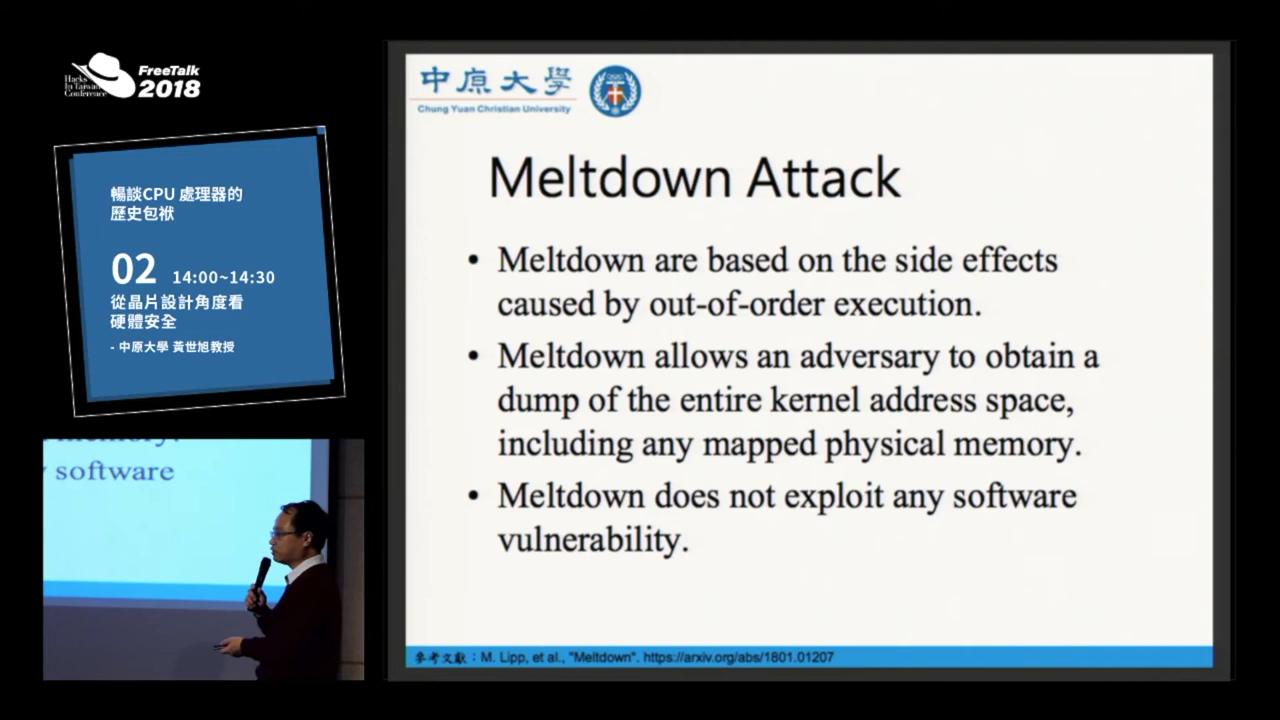 Hacks
In Taiwan
Conference
FreeTalk
2018
暢談CPU 處理器的
歷史包袱
02 14:00~14:30
從晶片設計角度看
硬體安全
- 中原大學 黃世旭教授
software
中原大學
Chung Yuan Christian University
Meltdown Attack
• Meltdown are based on the side effects
caused by out-of-order execution.
• Meltdown allows an adversary to obtain a
dump of the entire kernel address space,
including any mapped physical memory.
• Meltdown does not exploit any software
vulnerability.
參考文獻：M. Lipp, et al., "Meltdown". https://arxiv.org/abs/1801.01207